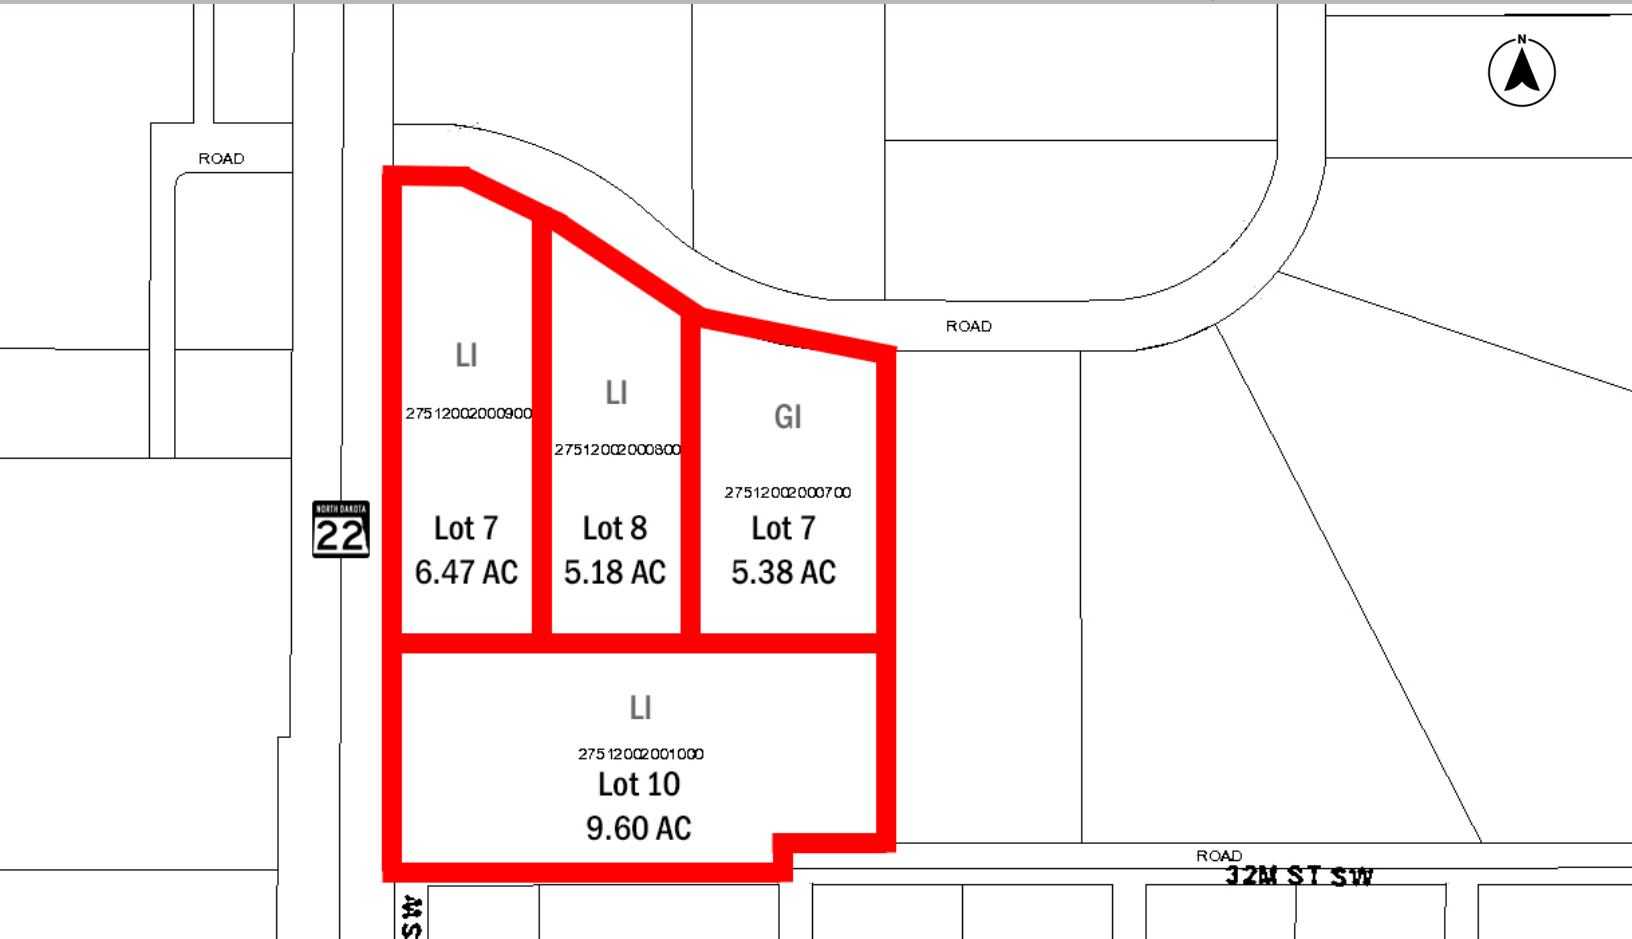 N
ROAD
ROAD
LI
27512002000900
Lot 7
6.47 AC
LI
27512002000800
Lot 8
5.18 AC
GI
27512002000700
Lot 7
5.38 AC
NORTH DAKOTA
22
LI
27512002001000
Lot 10
9.60 AC
ROAD
32M ST SW
SW